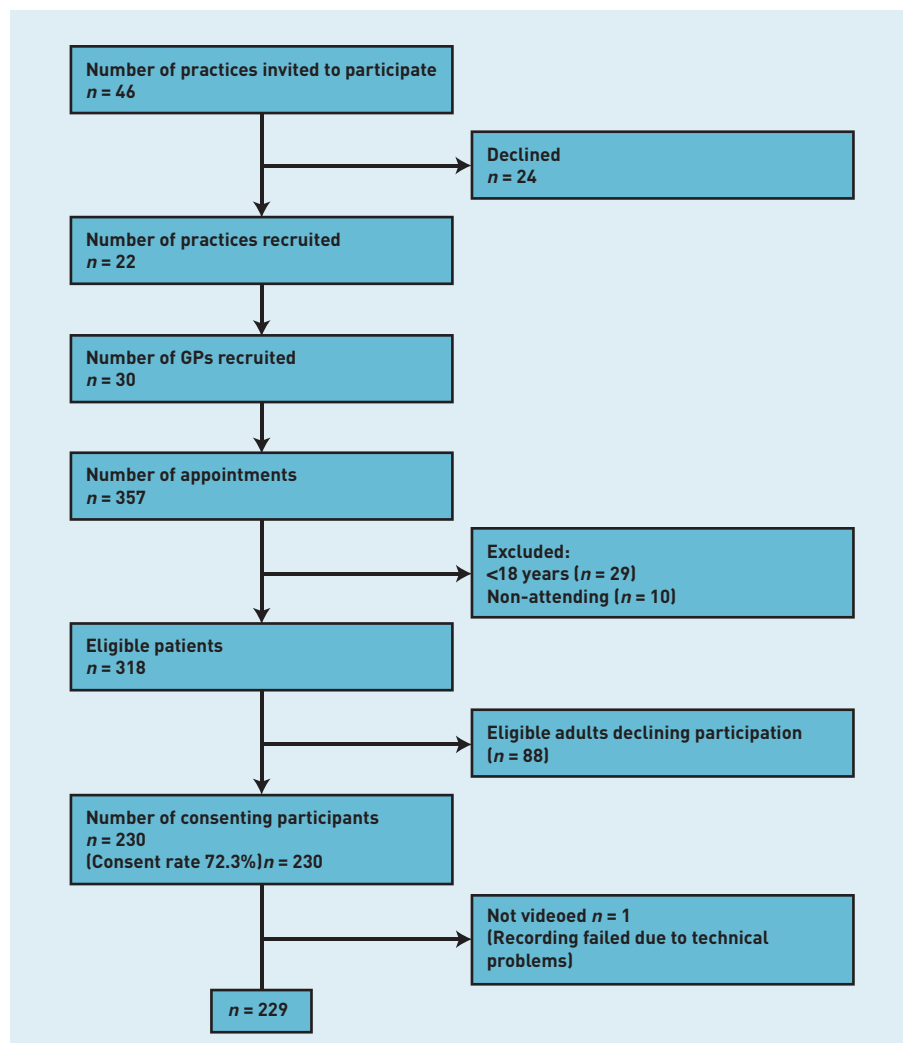 Number of practices invited to participate
n = 46
Declined
n = 24
Number of practices recruited
n = 22
Number of GPs recruited
n = 30
Number of appointments
n = 357
Excluded:
<18 years (n = 29)
Non-attending (n = 10)
Eligible patients
n = 318
Eligible adults declining participation
(n = 88)
Number of consenting participants
n = 230
(Consent rate 72.3%)n = 230
Not videoed n = 1
(Recording failed due to technical
problems)
n = 229